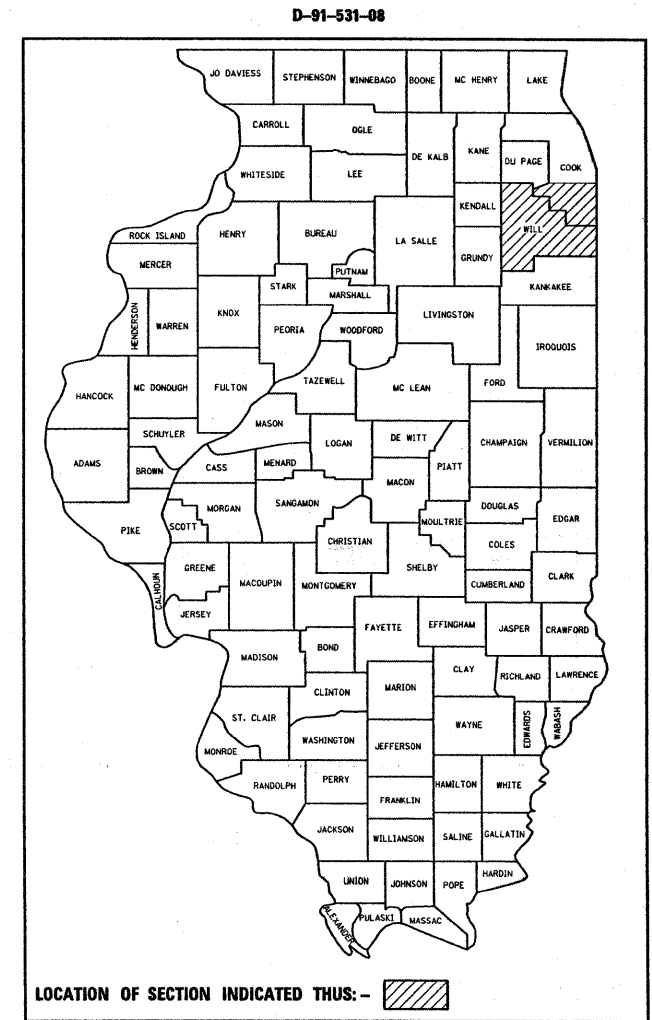 D-91-531-08
JO DAVIESS STEPHENSON WINNEBAGO BOONE MC HENRY LAKE
CARROLL OGLE
DE KALB KANE DU PAGE COOK
WHITESIDE LEE
KENDALL
ROCK ISLAND HENRY BUREAU LA SALLE WILL
MERCER PUTNAM GRUNDY
STARK MARSHALL KANKAKEE
HENDERSON WARREN KNOX PEORIA WOODFORD LIVINGSTON
IROQUOIS
HANCOCK MC DONOUGH FULTON TAZEWELL MC LEAN FORD
MASON
SCHUYLER LOGAN DE WITT CHAMPAIGN VERMILION
ADAMS BROWN CASS MENARD PIATT
MACON
PIKE SCOTT MORGAN SANGAMON DOUGLAS EDGAR
MOULTRIE
CHRISTIAN COLES
CALHOUN GREENE MACOUPIN MONTGOMERY SHELBY CUMBERLAND CLARK
JERSEY
FAYETTE EFFINGHAM JASPER CRAWFORD
MADISON BOND
CLAY RICHLAND LAWRENCE
CLINTON MARION
ST. CLAIR WAYNE EDWARDS WABASH
MONROE WASHINGTON JEFFERSON
RANDOLPH PERRY HAMILTON WHITE
FRANKLIN
JACKSON WILLIAMSON SALINE GALLATIN
UNION JOHNSON POPE HARDIN
ALEXANDER PULASKI MASSAC
LOCATION OF SECTION INDICATED THUS: -